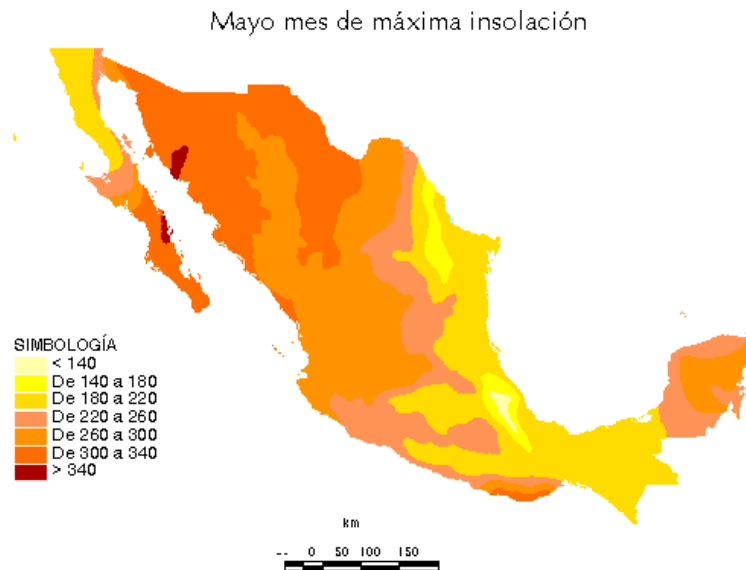 Mayo mes de máxima insolación
SIMBOLOGÍA
< 140
De 140 a 180
De 180 a 220
De 220 a 260
De 260 a 300
De 300 a 340
> 340
km
-- 0 50 100 150